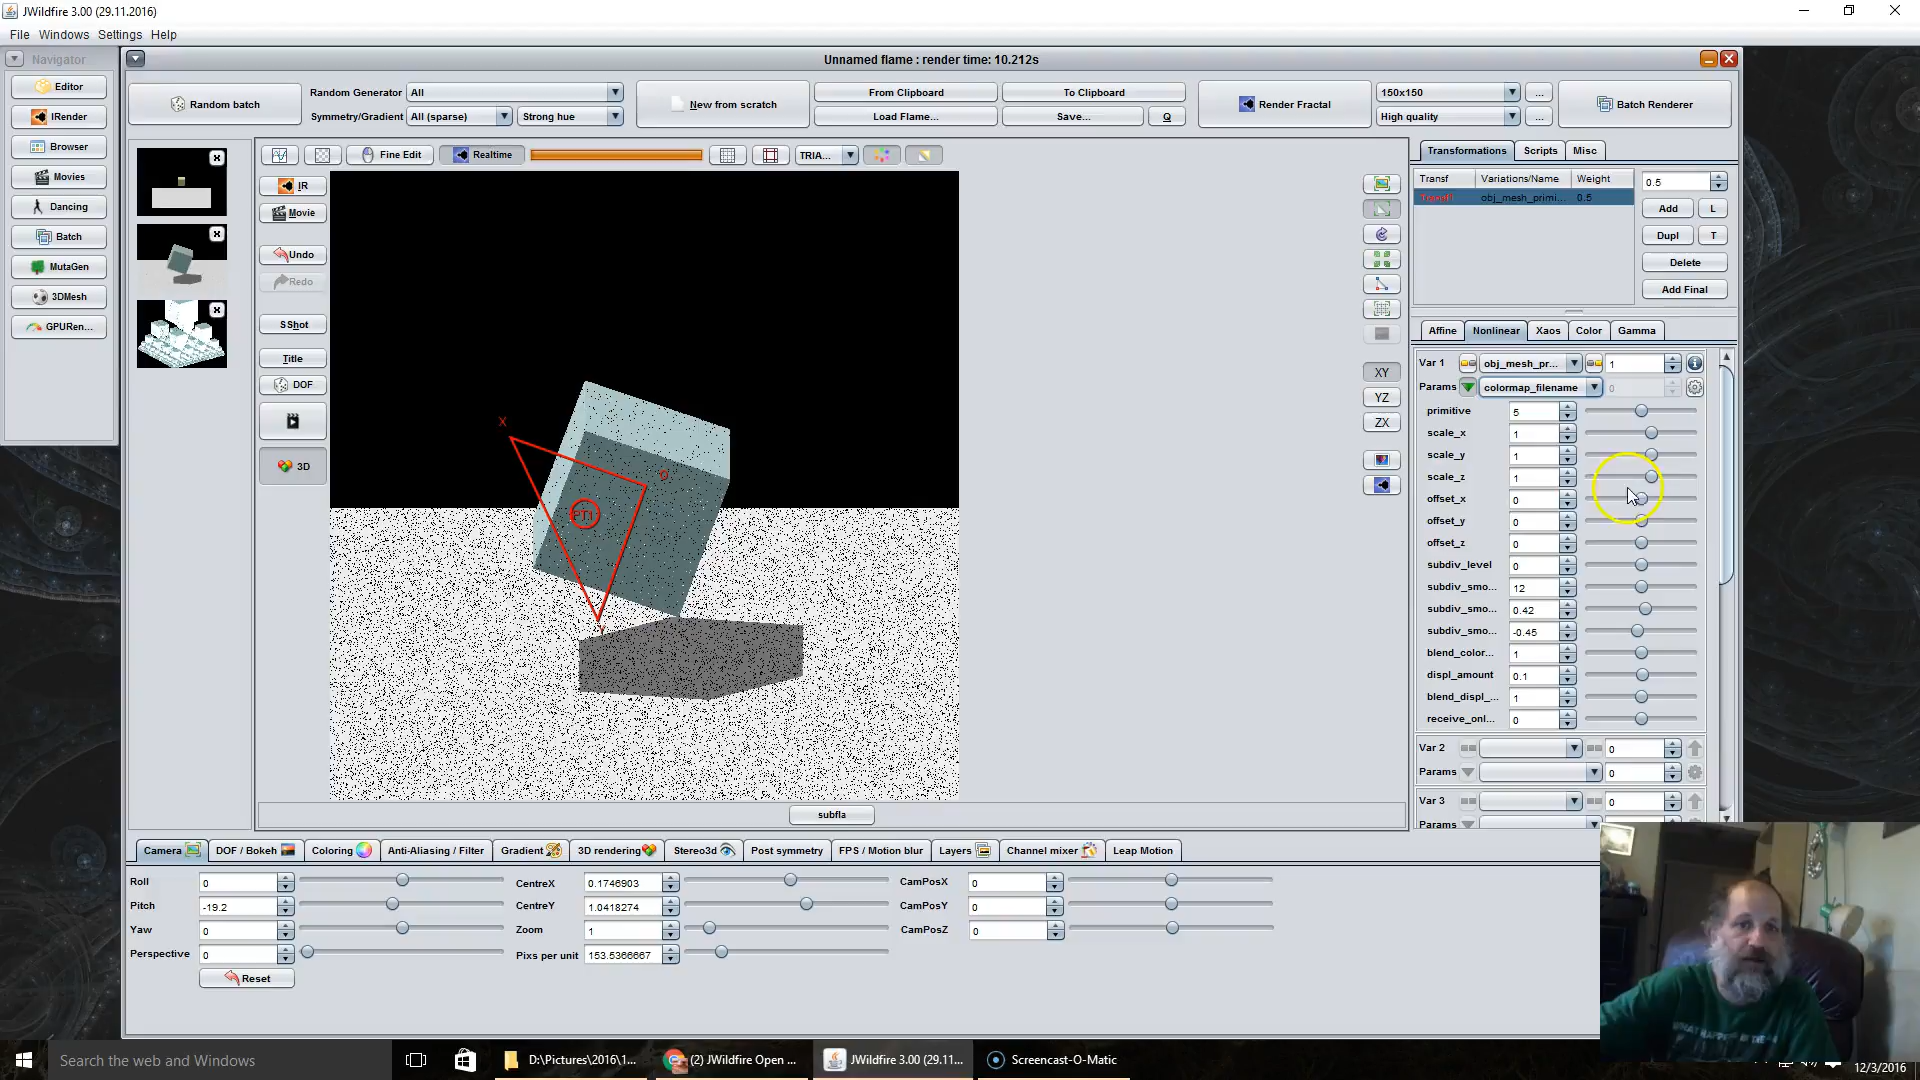 JWildfire 3.00 (29.11.2016)
File Windows Settings Help
Navigator
Unnamed flame : render time: 10.212s
Editor
IRender
Browser
Movies
Dancing
Batch
MutaGen
3DMesh
GPURen...
Random batch
Random Generator All
Symmetry/Gradient All (sparse) Strong hue
New from scratch
From Clipboard To Clipboard
Load Flame... Save... Q
Render Fractal
150x150 ...
High quality ...
Batch Renderer
Fine Edit Realtime TRIA...
IR
Movie
Undo
Redo
SShot
Title
DOF
3D
X
O
PT1
XY
YZ
ZX
subfla
Transformations Scripts Misc
Transf Variations/Name Weight
Transf1 obj_mesh_primi... 0.5
0.5
Add L
Dupl T
Delete
Add Final
Affine Nonlinear Xaos Color Gamma
Var 1 obj_mesh_pr... 1
Params colormap_filename 0
primitive 5
scale_x 1
scale_y 1
scale_z 1
offset_x 0
offset_y 0
offset_z 0
subdiv_level 0
subdiv_smo... 12
subdiv_smo... 0.42
subdiv_smo... -0.45
blend_color... 1
displ_amount 0.1
blend_displ_... 1
receive_onl... 0
Var 2 0
Params 0
Var 3 0
Params
Camera DOF / Bokeh Coloring Anti-Aliasing / Filter Gradient 3D rendering Stereo3d Post symmetry FPS / Motion blur Layers Channel mixer Leap Motion
Roll 0 CentreX 0.1746903 CamPosX 0
Pitch -19.2 CentreY 1.0418274 CamPosY 0
Yaw 0 Zoom 1 CamPosZ 0
Perspective 0 Pixs per unit 153.5366667
Reset
Search the web and Windows
D:\Pictures\2016\1...
(2) JWildfire Open ...
JWildfire 3.00 (29.11...
Screencast-O-Matic
12/3/2016